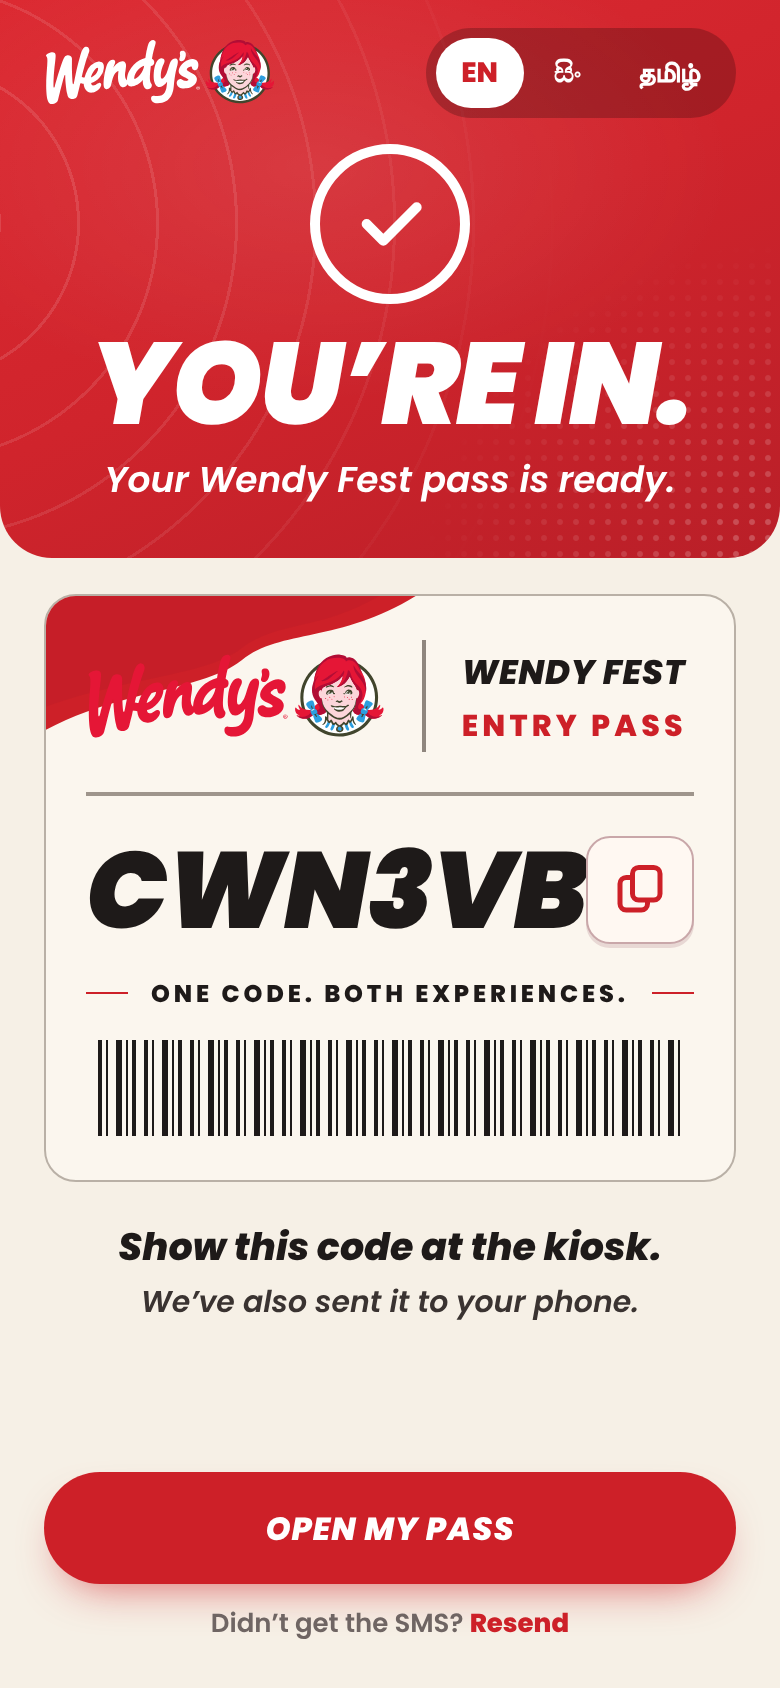 Wendy's
EN සිං தமிழ்
YOU’RE IN.
Your Wendy Fest pass is ready.
Wendy's
WENDY FEST
ENTRY PASS
CWN3VB
ONE CODE. BOTH EXPERIENCES.
Show this code at the kiosk.
We’ve also sent it to your phone.
OPEN MY PASS
Didn’t get the SMS? Resend